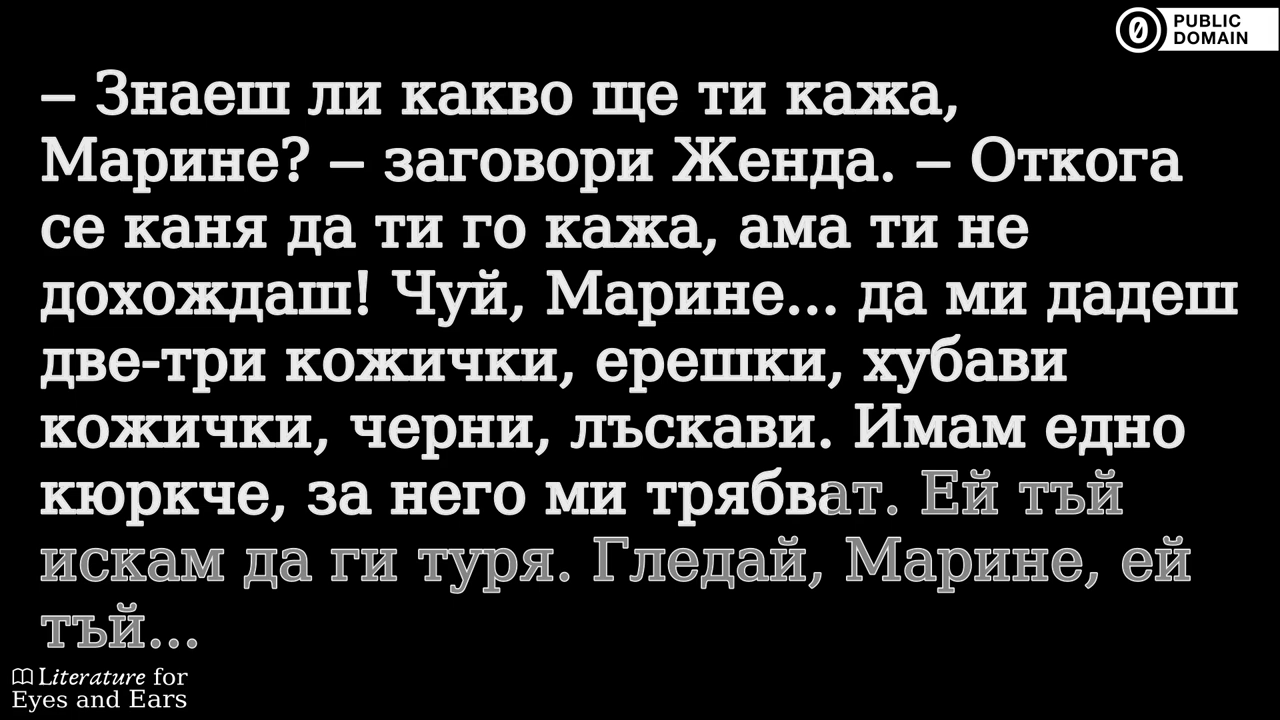 PUBLIC
DOMAIN
– Знаеш ли какво ще ти кажа,
Марине? – заговори Женда. – Откога
се каня да ти го кажа, ама ти не
дохождаш! Чуй, Марине... да ми дадеш
две-три кожички, ерешки, хубави
кожички, черни, лъскави. Имам едно
кюркче, за него ми трябват. Ей тъй
искам да ги туря. Гледай, Марине, ей
тъй...
Literature for
Eyes and Ears